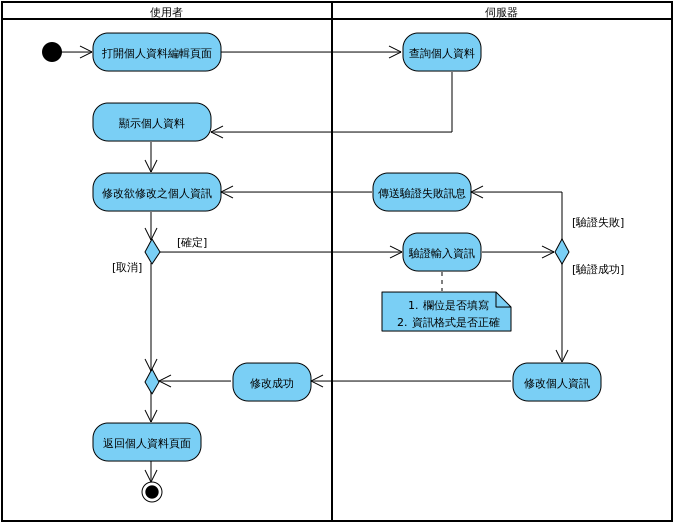 使用者
伺服器
打開個人資料編輯頁面
查詢個人資料
顯示個人資料
修改欲修改之個人資訊
傳送驗證失敗訊息
[驗證失敗]
[確定]
驗證輸入資訊
[取消]
[驗證成功]
1. 欄位是否填寫
2. 資訊格式是否正確
修改成功
修改個人資訊
返回個人資料頁面